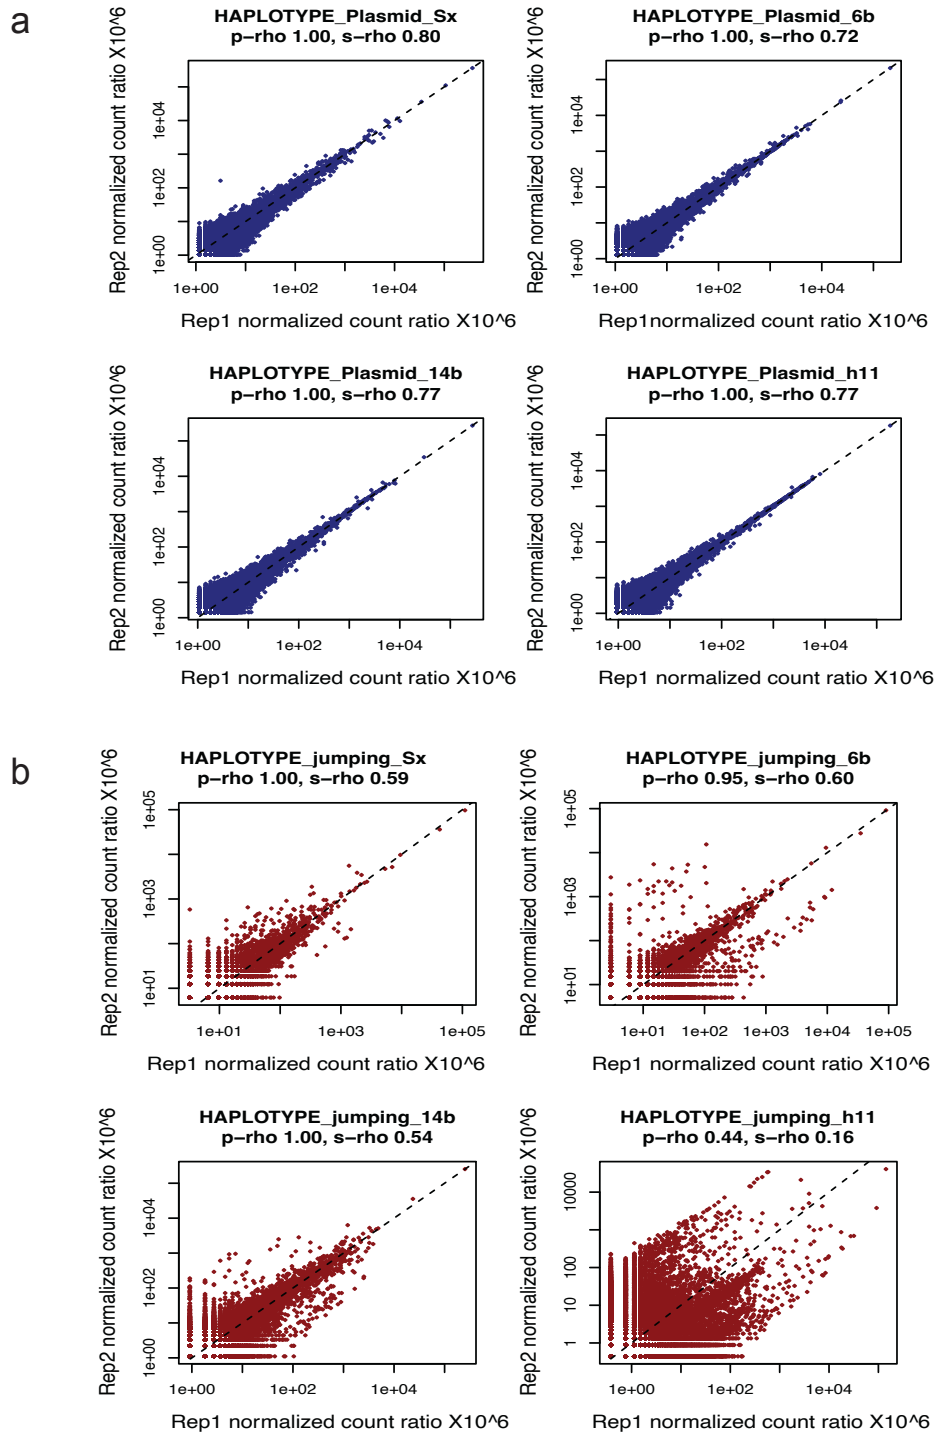 a
HAPLOTYPE_Plasmid_Sx
p-rho 1.00, s-rho 0.80
Rep2 normalized count ratio X10^6
1e+04
1e+02
1e+00
1e+00 1e+02 1e+04
Rep1 normalized count ratio X10^6
HAPLOTYPE_Plasmid_6b
p-rho 1.00, s-rho 0.72
Rep2 normalized count ratio X10^6
1e+04
1e+02
1e+00
1e+00 1e+02 1e+04
Rep1normalized count ratio X10^6
HAPLOTYPE_Plasmid_14b
p-rho 1.00, s-rho 0.77
Rep2 normalized count ratio X10^6
1e+04
1e+02
1e+00
1e+00 1e+02 1e+04
Rep1 normalized count ratio X10^6
HAPLOTYPE_Plasmid_h11
p-rho 1.00, s-rho 0.77
Rep2 normalized count ratio X10^6
1e+04
1e+02
1e+00
1e+00 1e+02 1e+04
Rep1 normalized count ratio X10^6
b
HAPLOTYPE_jumping_Sx
p-rho 1.00, s-rho 0.59
Rep2 normalized count ratio X10^6
1e+05
1e+03
1e+01
1e+01 1e+03 1e+05
Rep1 normalized count ratio X10^6
HAPLOTYPE_jumping_6b
p-rho 0.95, s-rho 0.60
Rep2 normalized count ratio X10^6
1e+05
1e+03
1e+01
1e+01 1e+02 1e+03 1e+04 1e+05
Rep1 normalized count ratio X10^6
HAPLOTYPE_jumping_14b
p-rho 1.00, s-rho 0.54
Rep2 normalized count ratio X10^6
1e+04
1e+02
1e+00
1e+00 1e+02 1e+04
Rep1 normalized count ratio X10^6
HAPLOTYPE_jumping_h11
p-rho 0.44, s-rho 0.16
Rep2 normalized count ratio X10^6
10000
100
10
1
1e+00 1e+02 1e+04
Rep1 normalized count ratio X10^6